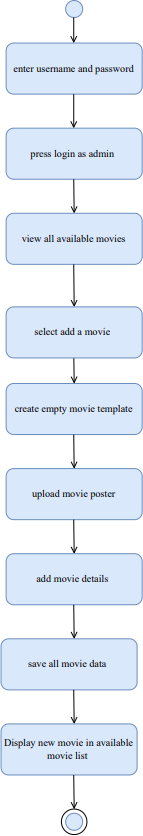 enter username and password
press login as admin
view all available movies
select add a movie
create empty movie template
upload movie poster
add movie details
save all movie data
Display new movie in available
movie list